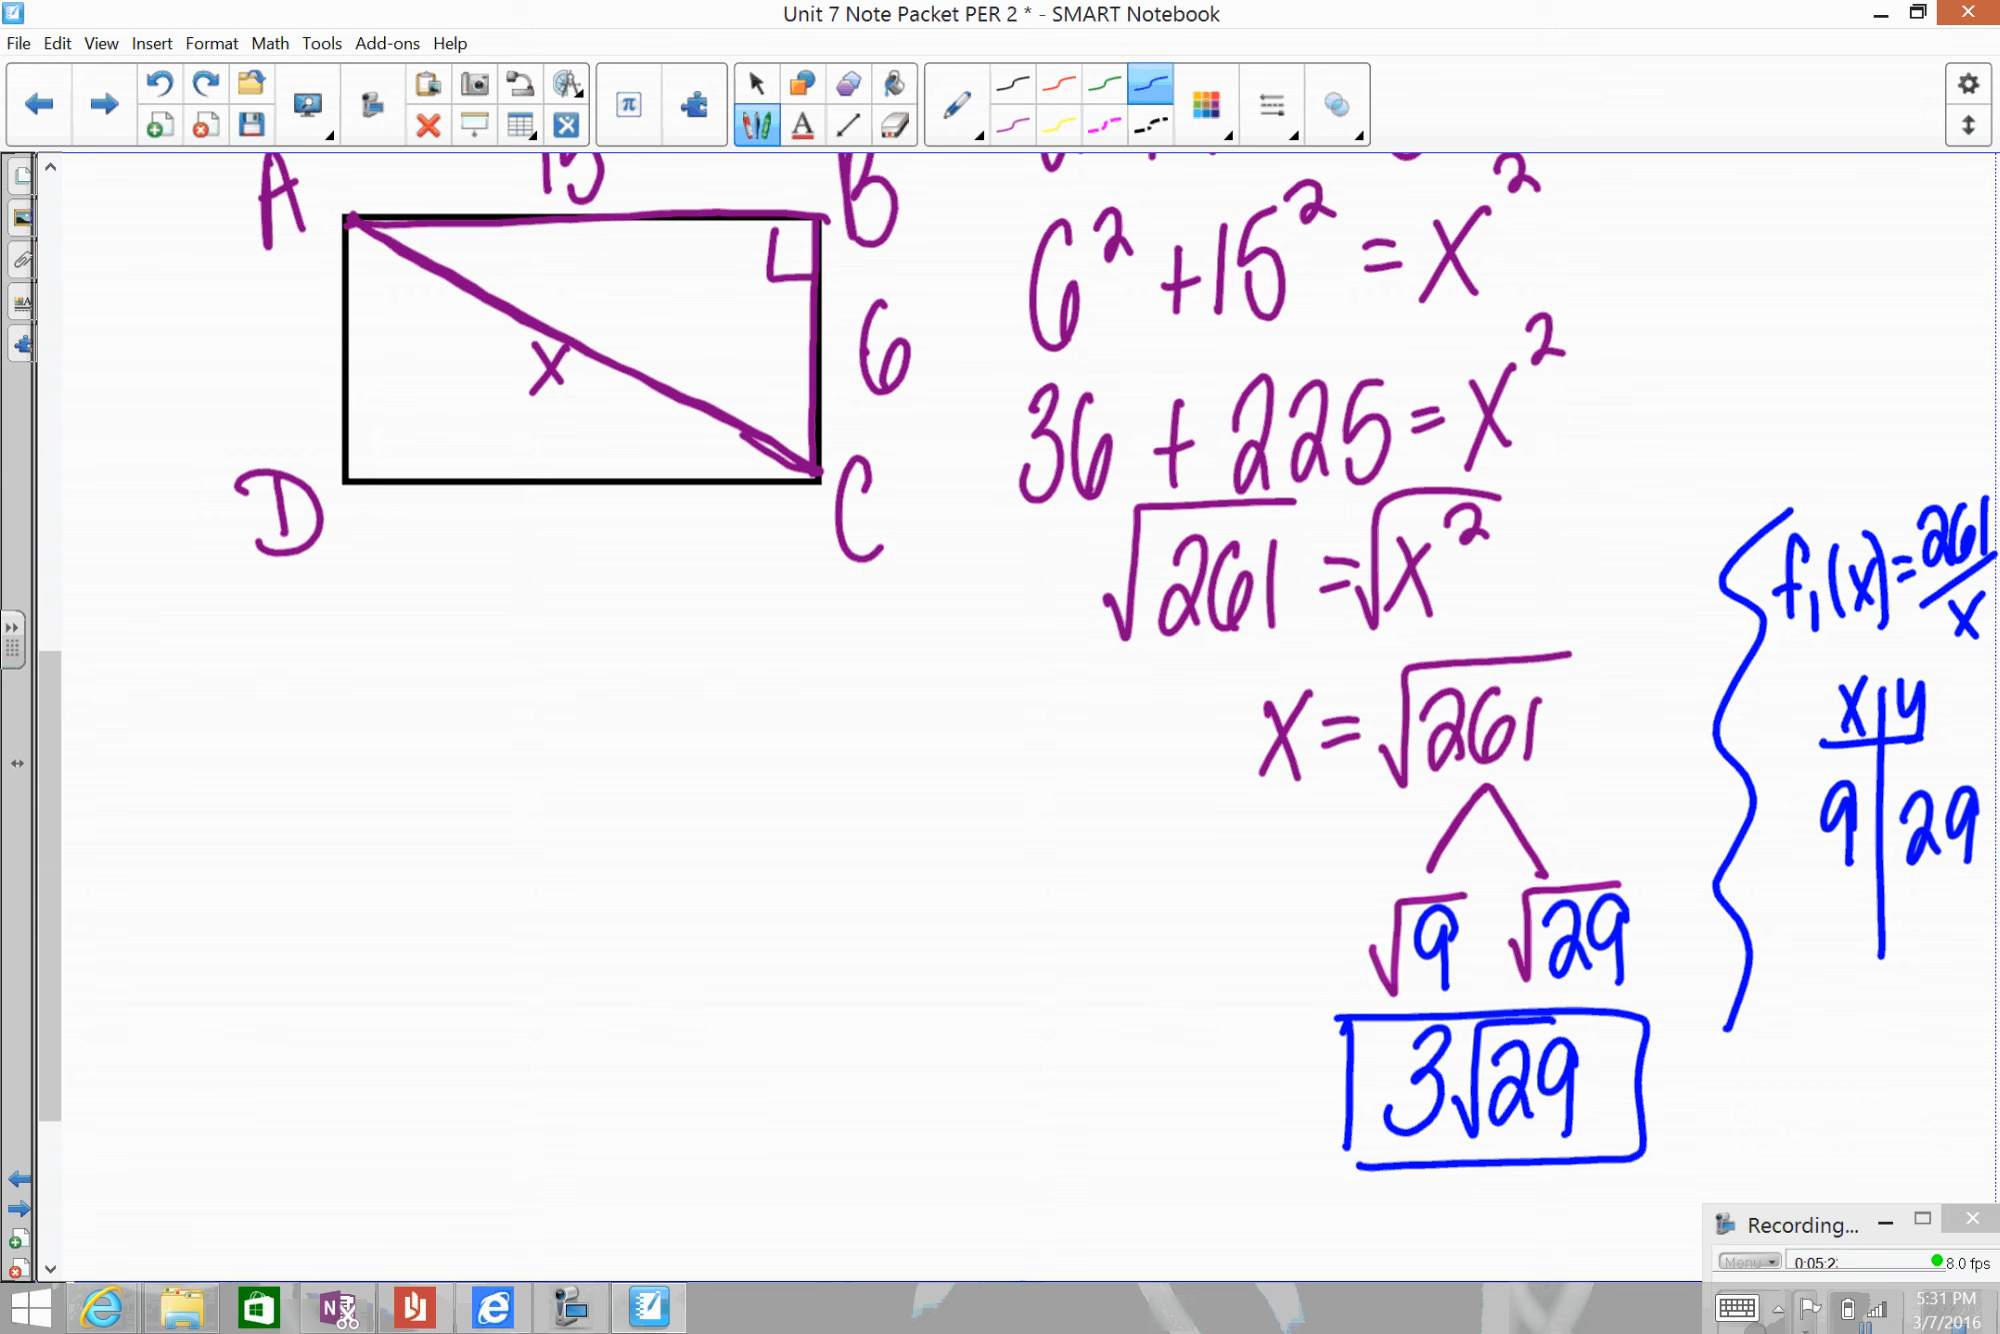 Unit 7 Note Packet PER 2 * - SMART Notebook
File Edit View Insert Format Math Tools Add-ons Help
A 15 B
6² + 15² = x²
x 6
36 + 225 = x²
D C
√261 = √x²
f₁(x) = 261/x
x = √261
x y
9 29
√9 √29
3√29
Recording...
Menu 0:05:2 8.0 fps
5:31 PM
3/7/2016